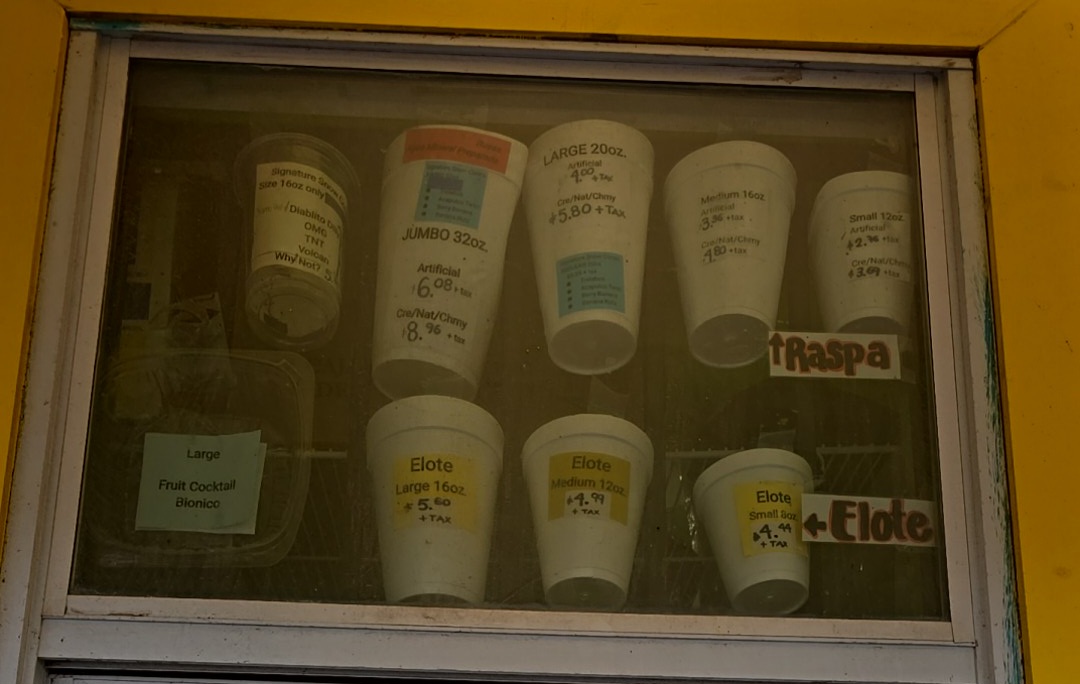 Signature Snow
Size 16oz only
Diablito
OMG
TNT
Volcan
Why Not?
JUMBO 32oz.
Artificial
$6.08 + tax
Cre/Nat/Chmy
$8.96 + tax
LARGE 20oz.
Artificial
4.00 + TAX
Cre/Nat/Chmy
$5.80 + TAX
Medium 16oz
Artificial
$3.36 + tax
Cre/Nat/Chmy
4.80 + tax
Small 12oz.
Artificial
+ tax
Cre/Nat/Chmy
$3.69 + tax
↑Raspa
Large
Fruit Cocktail
Bionico
Elote
Large 16oz.
$5.60
+ TAX
Elote
Medium 12oz.
$4.99
+ TAX
Elote
Small 8oz
$4.44
+ TAX
←Elote